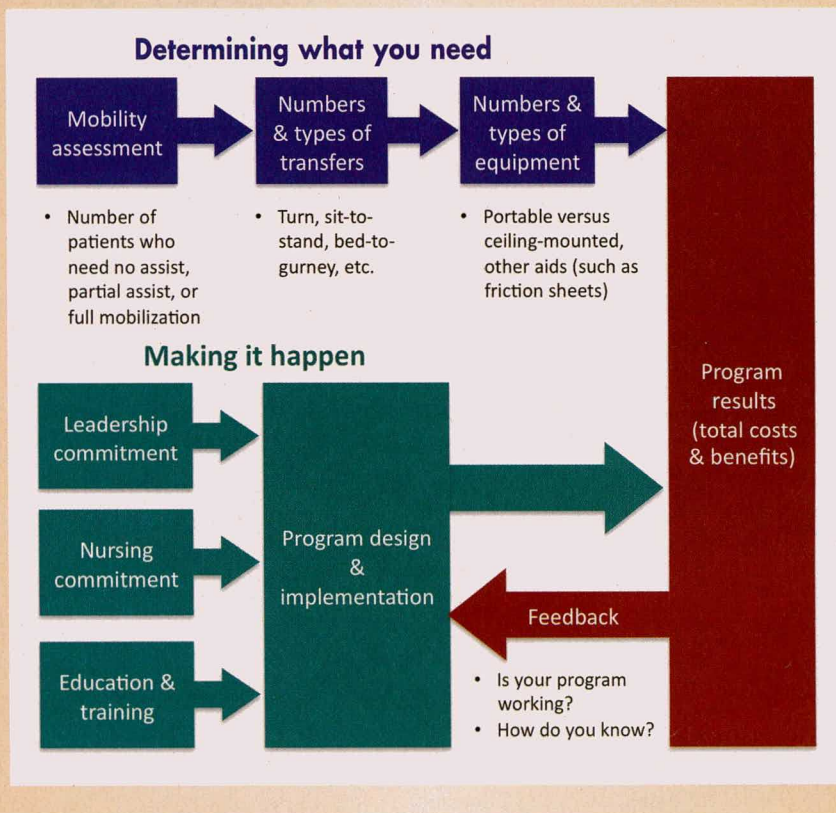 Determining what you need
Mobility
assessment
Numbers
& types of
transfers
Numbers &
types of
equipment
• Number of
patients who
need no assist,
partial assist, or
full mobilization
• Turn, sit-to-
stand, bed-to-
gurney, etc.
• Portable versus
ceiling-mounted,
other aids (such as
friction sheets)
Making it happen
Leadership
commitment
Nursing
commitment
Education &
training
Program design
&
implementation
Program
results
(total costs
& benefits)
Feedback
• Is your program
working?
• How do you know?